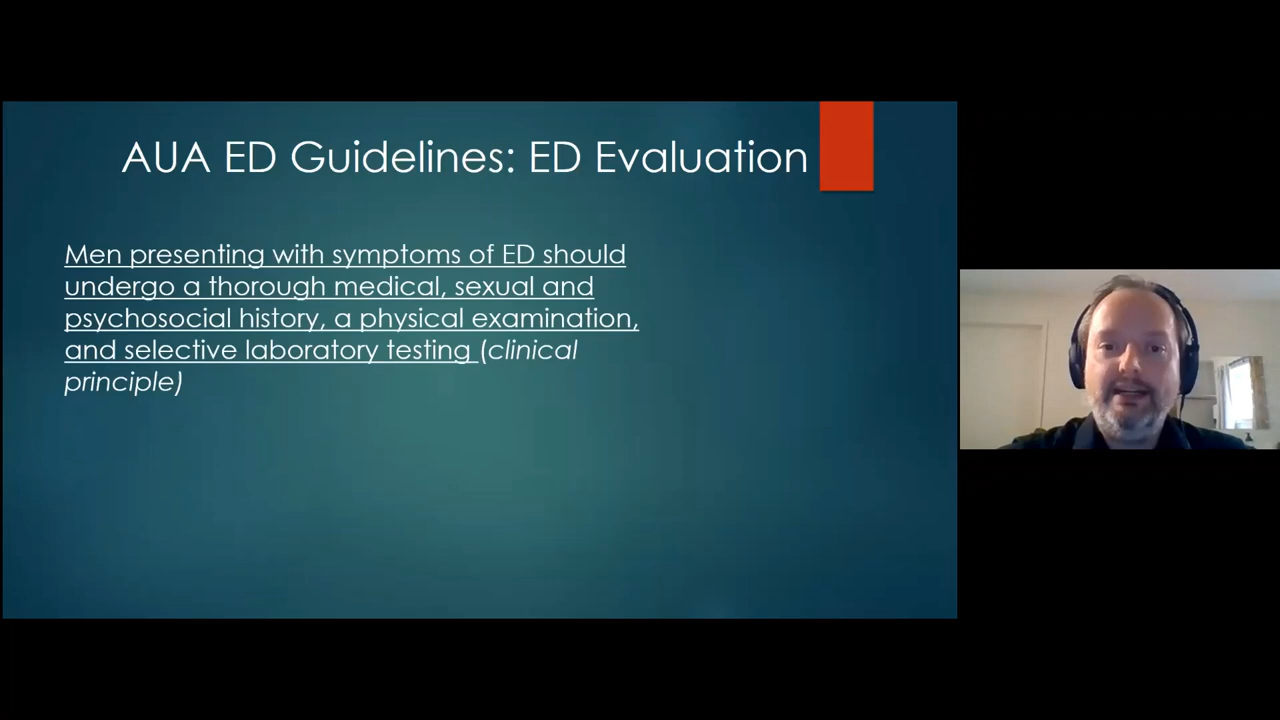 AUA ED Guidelines: ED Evaluation
Men presenting with symptoms of ED should
undergo a thorough medical, sexual and
psychosocial history, a physical examination,
and selective laboratory testing (clinical
principle)